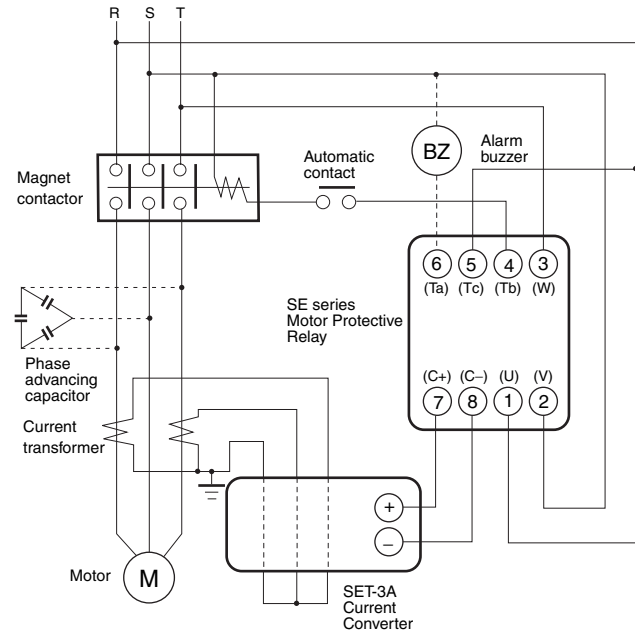 R S T
BZ
Alarm
buzzer
Automatic
contact
Magnet
contactor
6 5 4 3
(Ta) (Tc) (Tb) (W)
SE series
Motor Protective
Relay
(C+) (C−) (U) (V)
7 8 1 2
Phase
advancing
capacitor
Current
transformer
+
−
Motor
M
SET-3A
Current
Converter